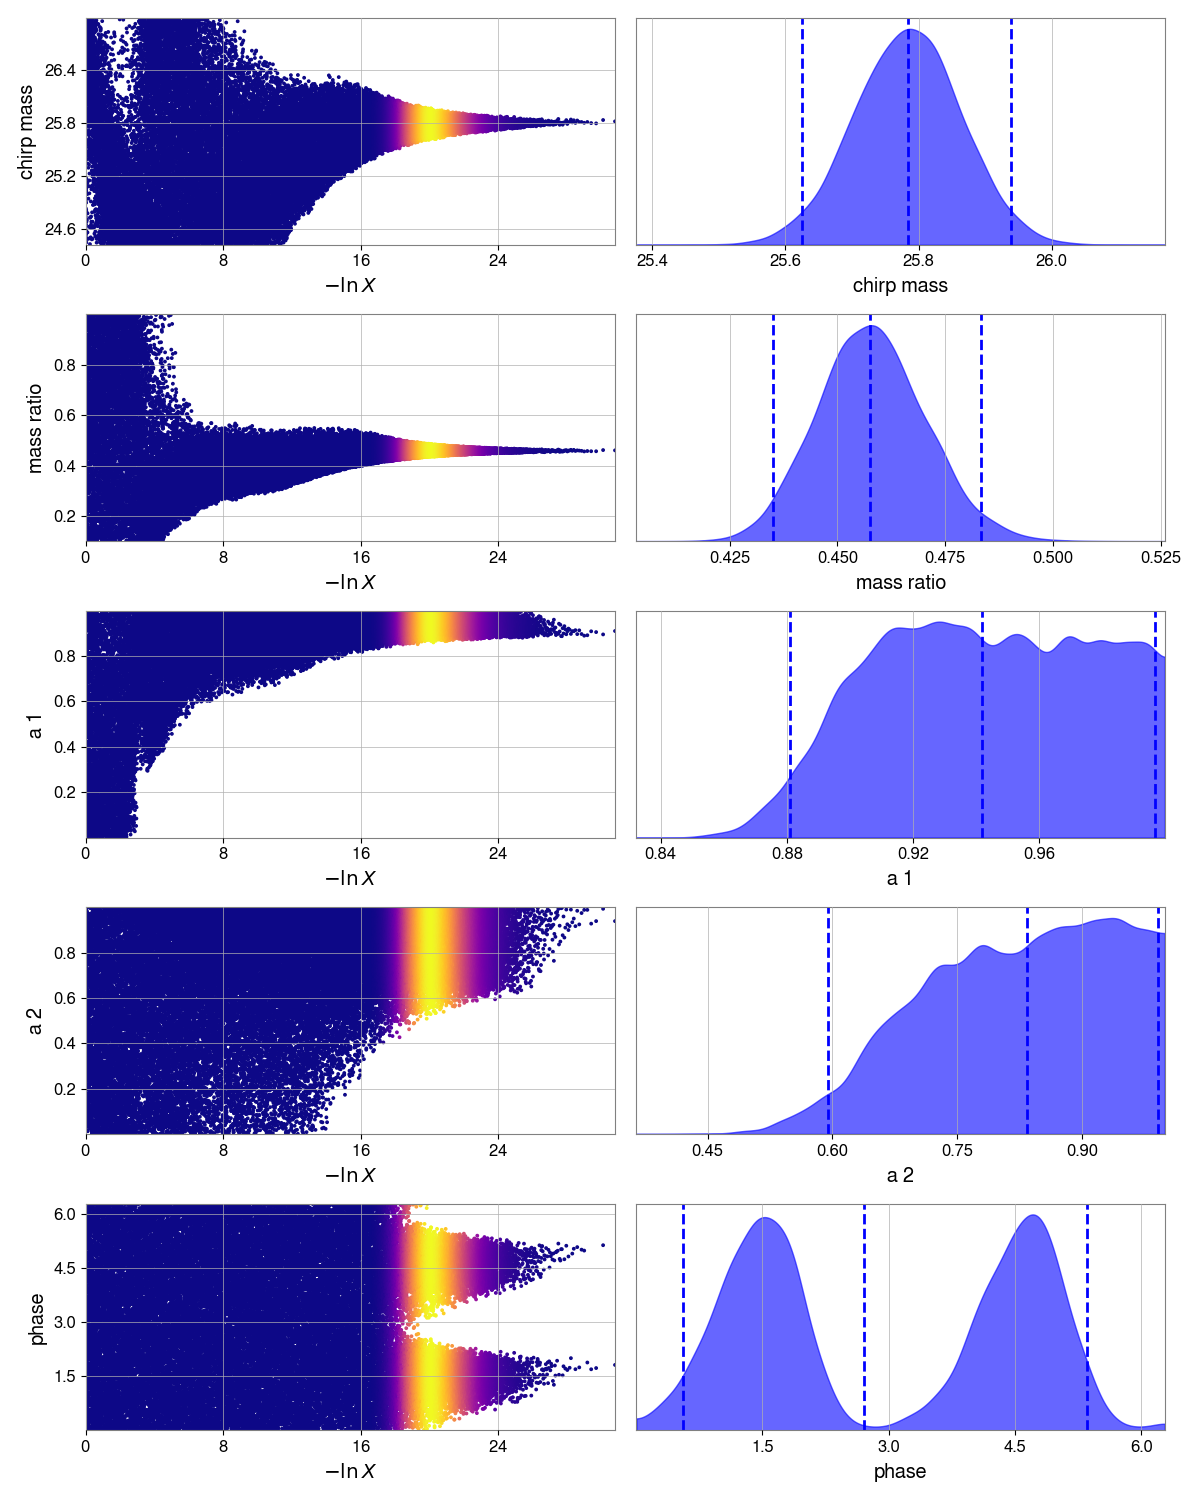 26.4
25.8
25.2
24.6
chirp mass
0 8 16 24
−ln X
25.4 25.6 25.8 26.0
chirp mass
0.8
0.6
0.4
0.2
mass ratio
0 8 16 24
−ln X
0.425 0.450 0.475 0.500 0.525
mass ratio
0.8
0.6
0.4
0.2
a 1
0 8 16 24
−ln X
0.84 0.88 0.92 0.96
a 1
0.8
0.6
0.4
0.2
a 2
0 8 16 24
−ln X
0.45 0.60 0.75 0.90
a 2
6.0
4.5
3.0
1.5
phase
0 8 16 24
−ln X
1.5 3.0 4.5 6.0
phase